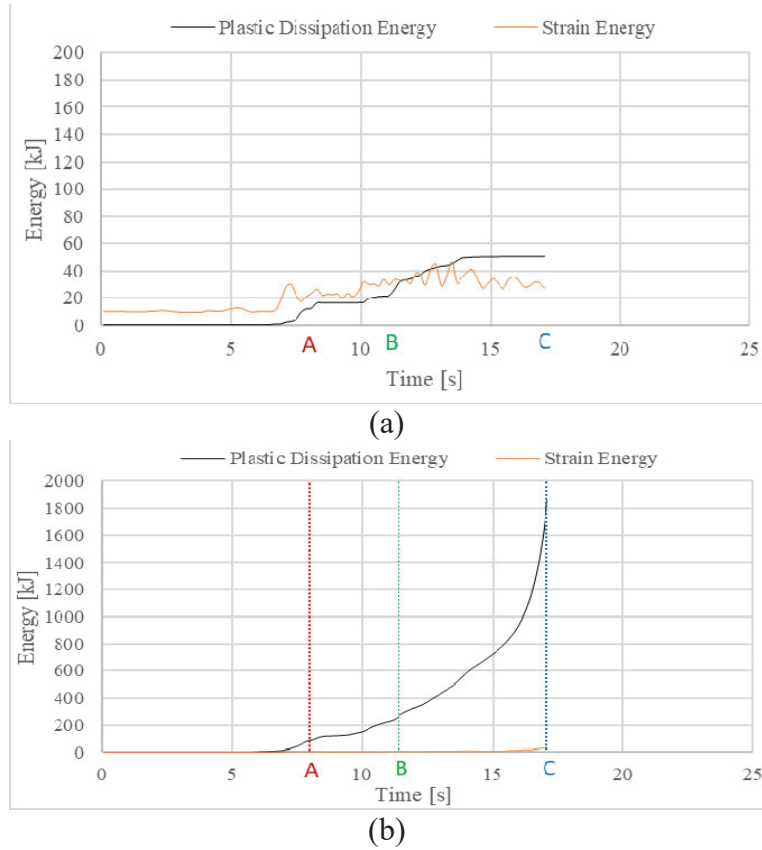 Plastic Dissipation Energy Strain Energy
200
180
160
140
120
100
80
60
40
20
0
Energy [kJ]
0 5 10 15 20 25
A B C
Time [s]
(a)
Plastic Dissipation Energy Strain Energy
2000
1800
1600
1400
1200
1000
800
600
400
200
0
Energy [kJ]
0 5 10 15 20 25
A B C
Time [s]
(b)